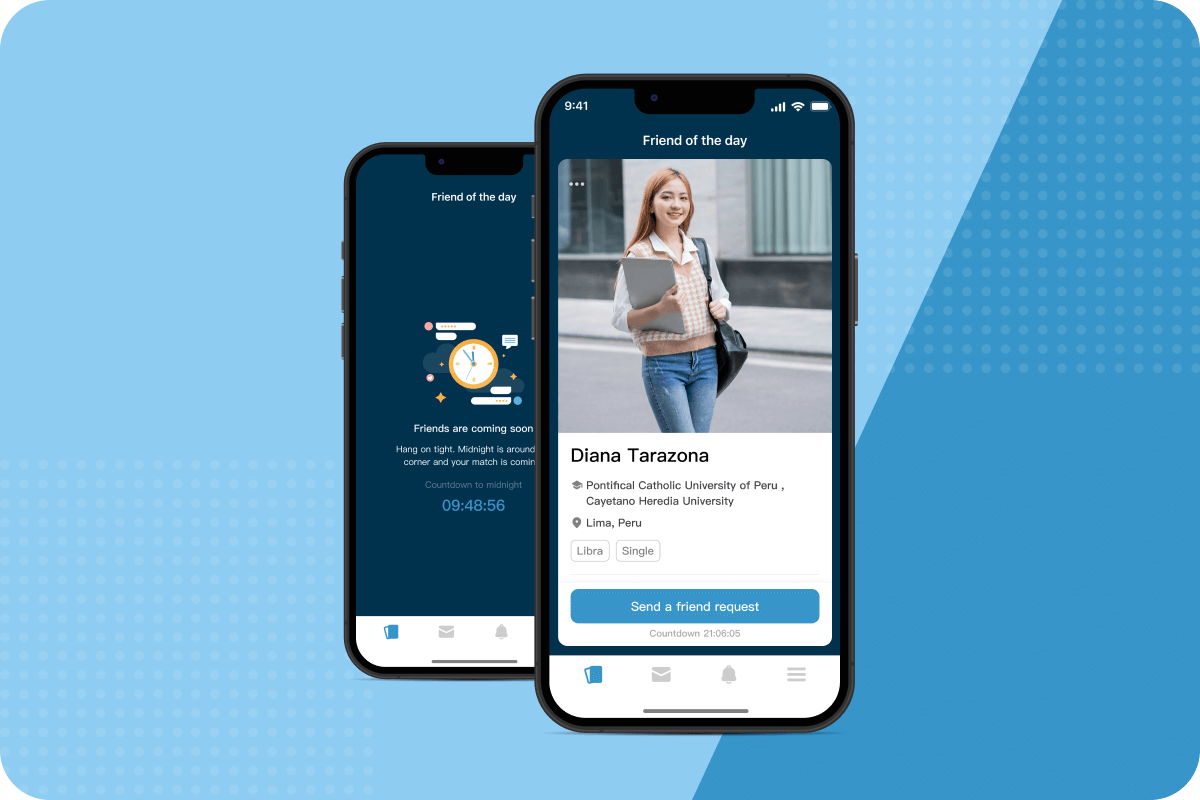 Friend of the day
Friends are coming soon
Hang on tight. Midnight is around
corner and your match is comin
Countdown to midnight
09:48:56
9:41
Friend of the day
Diana Tarazona
Pontifical Catholic University of Peru ,
Cayetano Heredia University
Lima, Peru
Libra Single
Send a friend request
Countdown 21:06:05